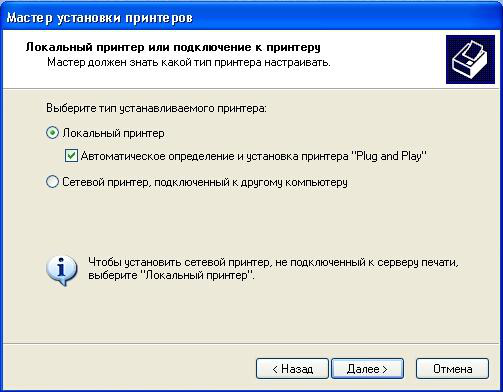 Мастер установки принтеров
Локальный принтер или подключение к принтеру
Мастер должен знать какой тип принтера настраивать.
Выберите тип устанавливаемого принтера:
Локальный принтер
Автоматическое определение и установка принтера "Plug and Play"
Сетевой принтер, подключенный к другому компьютеру
Чтобы установить сетевой принтер, не подключенный к серверу печати,
выберите "Локальный принтер".
< Назад
Далее >
Отмена